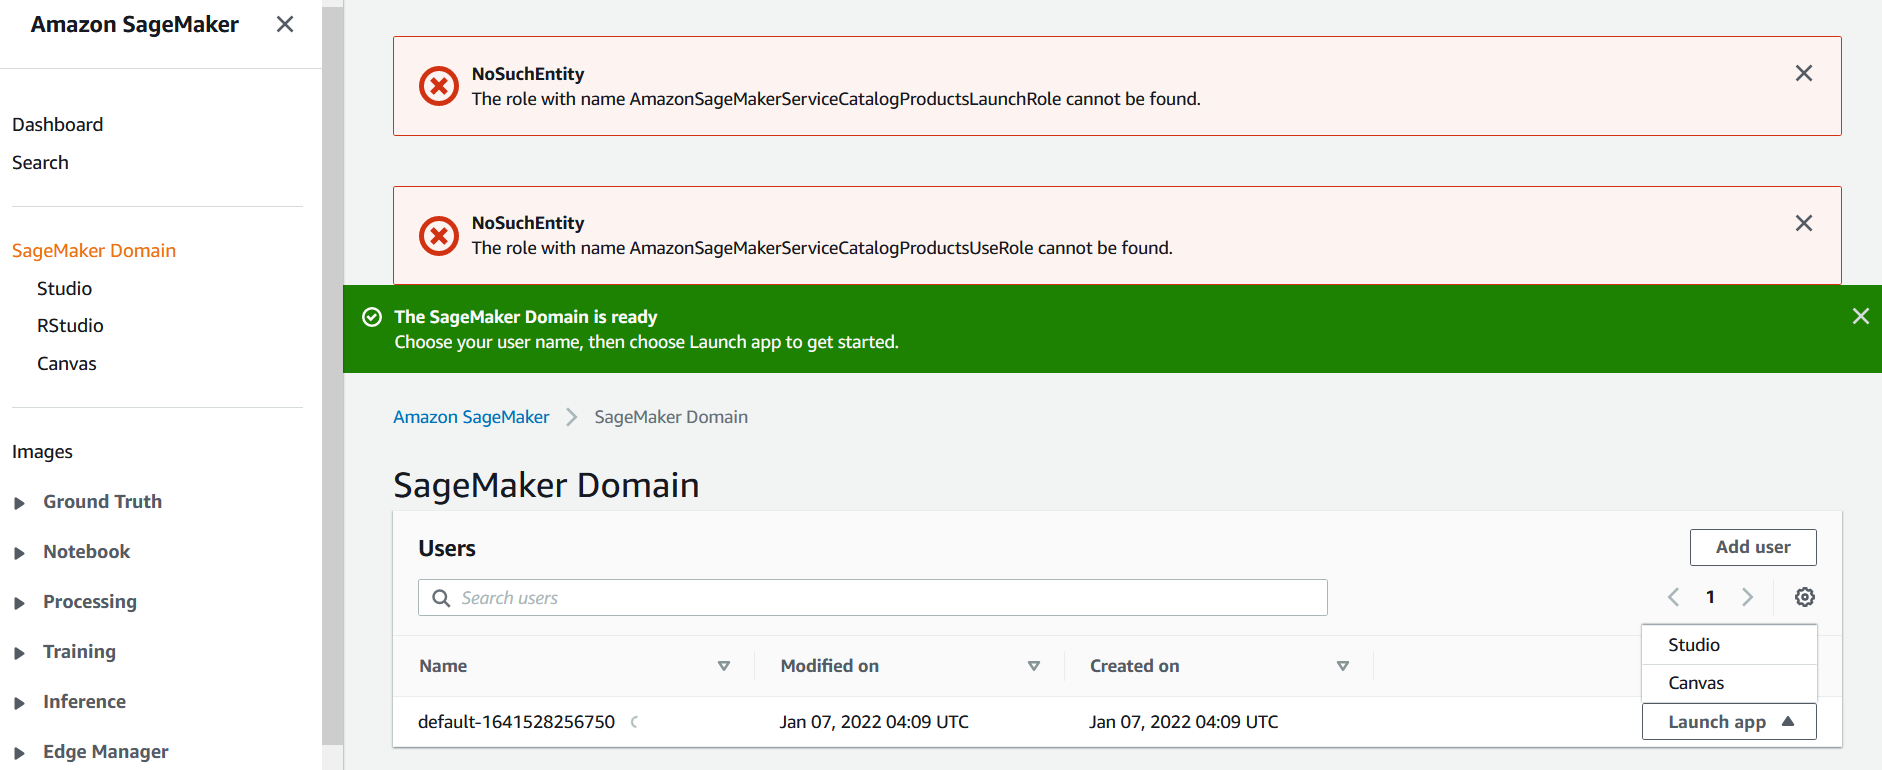 Amazon SageMaker
Dashboard
Search
SageMaker Domain
Studio
RStudio
Canvas
Images
Ground Truth
Notebook
Processing
Training
Inference
Edge Manager
NoSuchEntity
The role with name AmazonSageMakerServiceCatalogProductsLaunchRole cannot be found.
NoSuchEntity
The role with name AmazonSageMakerServiceCatalogProductsUseRole cannot be found.
The SageMaker Domain is ready
Choose your user name, then choose Launch app to get started.
Amazon SageMaker SageMaker Domain
SageMaker Domain
Users
Add user
Search users
1
Studio
Name Modified on Created on
Canvas
default-1641528256750 Jan 07, 2022 04:09 UTC Jan 07, 2022 04:09 UTC Launch app